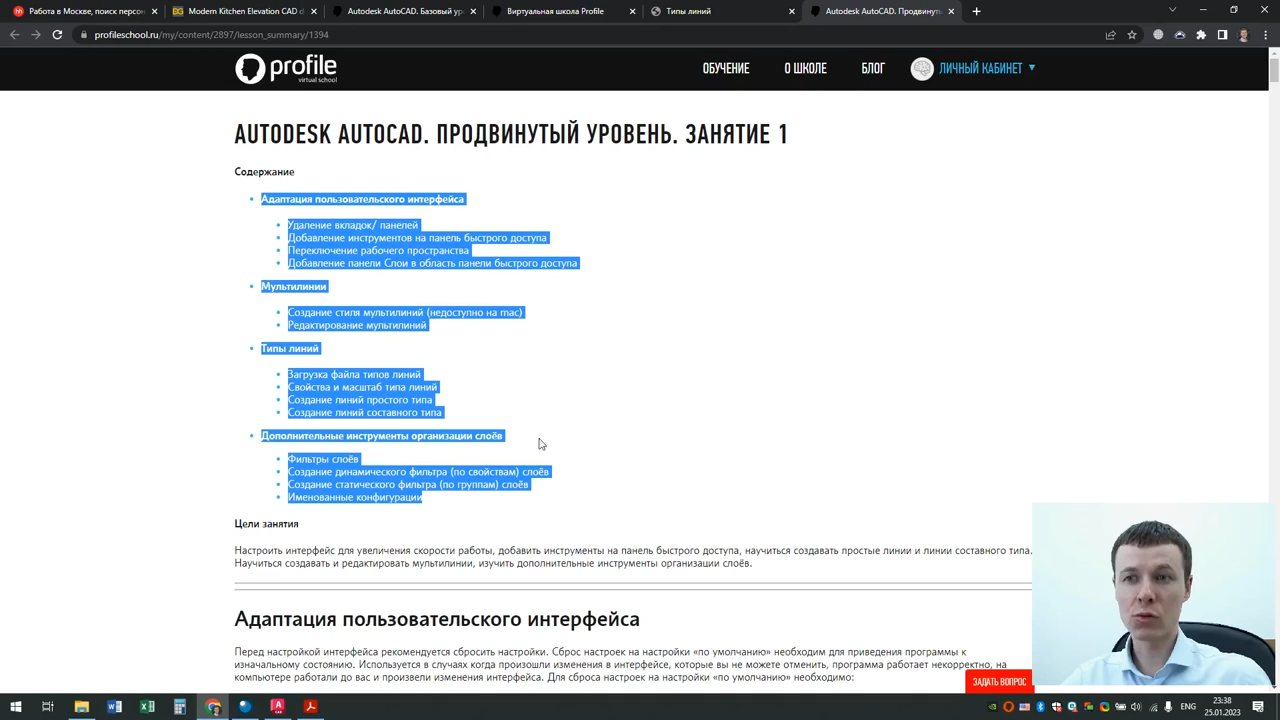 Работа в Москве, поиск персон
Modern Kitchen Elevation CAD d
Autodesk AutoCAD. Базовый уро
Виртуальная школа Profile
Типы линий
Autodesk AutoCAD. Продвинуты
profileschool.ru/my/content/2897/lesson_summary/1394
profile
virtual school
ОБУЧЕНИЕ
О ШКОЛЕ
БЛОГ
ЛИЧНЫЙ КАБИНЕТ
AUTODESK AUTOCAD. ПРОДВИНУТЫЙ УРОВЕНЬ. ЗАНЯТИЕ 1
Содержание
Адаптация пользовательского интерфейса
Удаление вкладок/ панелей
Добавление инструментов на панель быстрого доступа
Переключение рабочего пространства
Добавление панели Слои в область панели быстрого доступа
Мультилинии
Создание стиля мультилиний (недоступно на mac)
Редактирование мультилиний
Типы линий
Загрузка файла типов линий
Свойства и масштаб типа линий
Создание линий простого типа
Создание линий составного типа
Дополнительные инструменты организации слоёв
Фильтры слоёв
Создание динамического фильтра (по свойствам) слоёв
Создание статического фильтра (по группам) слоёв
Именованные конфигурации
Цели занятия
Настроить интерфейс для увеличения скорости работы, добавить инструменты на панель быстрого доступа, научиться создавать простые линии и линии составного типа.
Научиться создавать и редактировать мультилинии, изучить дополнительные инструменты организации слоёв.
Адаптация пользовательского интерфейса
Перед настройкой интерфейса рекомендуется сбросить настройки. Сброс настроек на настройки «по умолчанию» необходим для приведения программы к
изначальному состоянию. Используется в случаях когда произошли изменения в интерфейсе, которые вы не можете отменить, программа работает некорректно, на
компьютере работали до вас и произвели изменения интерфейса. Для сброса настроек на настройки «по умолчанию» необходимо:
ЗАДАТЬ ВОПРОС
23:38
25.01.2023